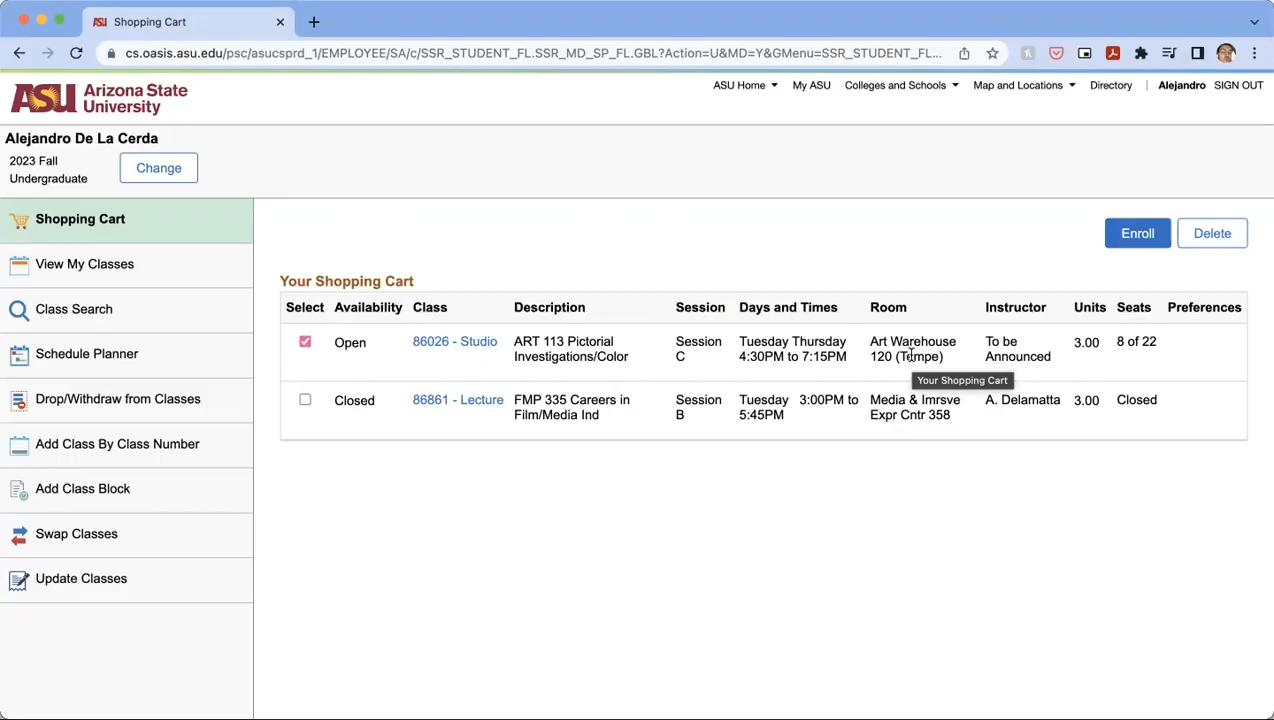 Shopping Cart
cs.oasis.asu.edu/psc/asucsprd_1/EMPLOYEE/SA/c/SSR_STUDENT_FL.SSR_MD_SP_FL.GBL?Action=U&MD=Y&GMenu=SSR_STUDENT_FL...
ASU Arizona State University
ASU Home My ASU Colleges and Schools Map and Locations Directory | Alejandro SIGN OUT
Alejandro De La Cerda
2023 Fall
Undergraduate
Change
Shopping Cart
View My Classes
Class Search
Schedule Planner
Drop/Withdraw from Classes
Add Class By Class Number
Add Class Block
Swap Classes
Update Classes
Enroll Delete
Your Shopping Cart
Select Availability Class Description Session Days and Times Room Instructor Units Seats Preferences
Open 86026 - Studio ART 113 Pictorial Session Tuesday Thursday Art Warehouse To be 3.00 8 of 22
Investigations/Color C 4:30PM to 7:15PM 120 (Tempe) Announced
Your Shopping Cart
Closed 86861 - Lecture FMP 335 Careers in Session Tuesday 3:00PM to Media & Imrsve A. Delamatta 3.00 Closed
Film/Media Ind B 5:45PM Expr Cntr 358